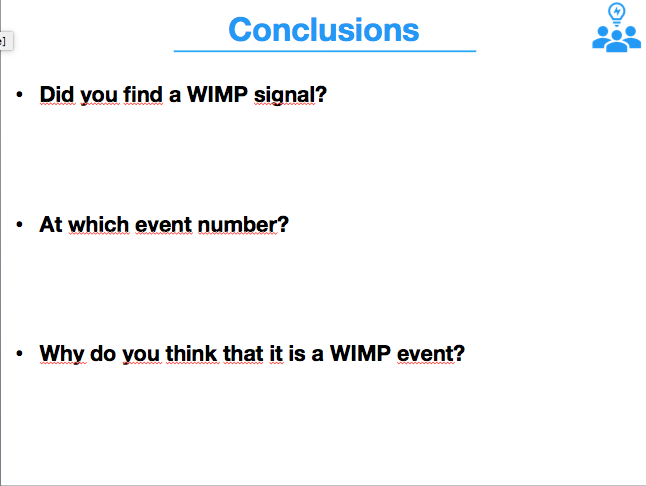 Conclusions
e]
• Did you find a WIMP signal?
• At which event number?
• Why do you think that it is a WIMP event?